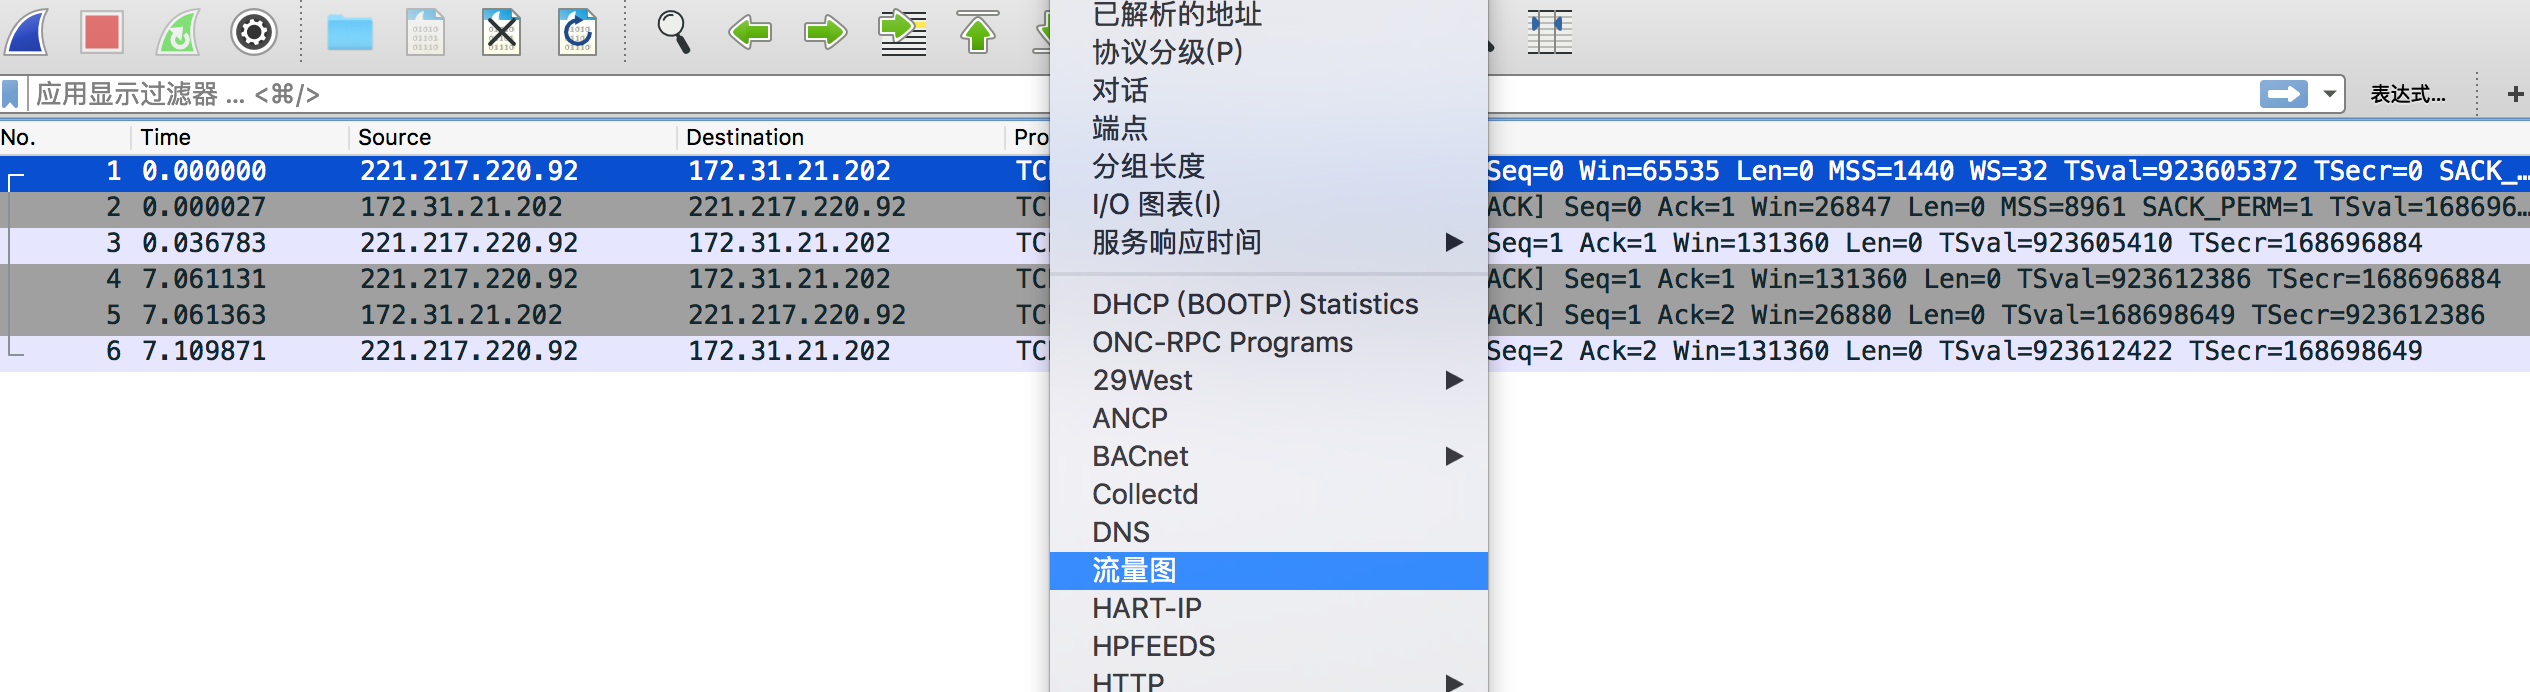 已解析的地址
协议分级(P)
对话
端点
分组长度
I/O 图表(I)
服务响应时间
DHCP (BOOTP) Statistics
ONC-RPC Programs
29West
ANCP
BACnet
Collectd
DNS
流量图
HART-IP
HPFEEDS
HTTP
应用显示过滤器 ... <⌘/>
表达式...
+
No. Time Source Destination Pro
1 0.000000 221.217.220.92 172.31.21.202 TC Seq=0 Win=65535 Len=0 MSS=1440 WS=32 TSval=923605372 TSecr=0 SACK_…
2 0.000027 172.31.21.202 221.217.220.92 TC ACK] Seq=0 Ack=1 Win=26847 Len=0 MSS=8961 SACK_PERM=1 TSval=168696…
3 0.036783 221.217.220.92 172.31.21.202 TC Seq=1 Ack=1 Win=131360 Len=0 TSval=923605410 TSecr=168696884
4 7.061131 221.217.220.92 172.31.21.202 TC ACK] Seq=1 Ack=1 Win=131360 Len=0 TSval=923612386 TSecr=168696884
5 7.061363 172.31.21.202 221.217.220.92 TC ACK] Seq=1 Ack=2 Win=26880 Len=0 TSval=168698649 TSecr=923612386
6 7.109871 221.217.220.92 172.31.21.202 TC Seq=2 Ack=2 Win=131360 Len=0 TSval=923612422 TSecr=168698649